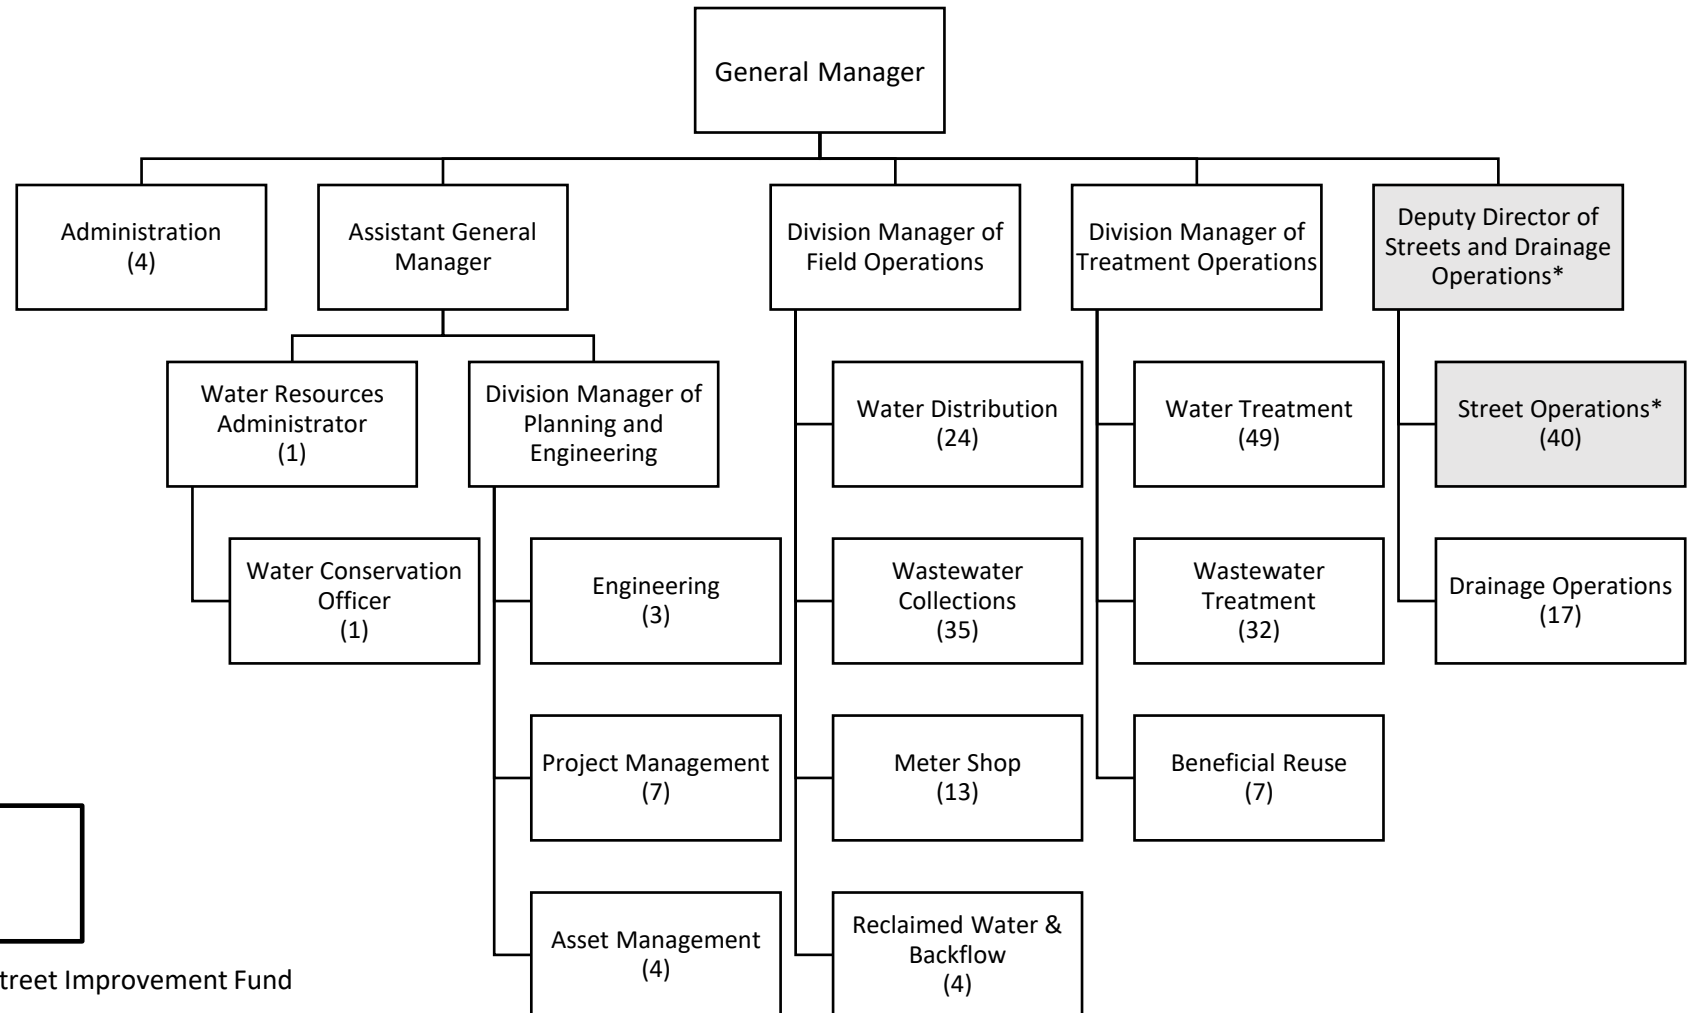 General Manager
Administration
(4)
Assistant General
Manager
Division Manager of
Field Operations
Division Manager of
Treatment Operations
Deputy Director of
Streets and Drainage
Operations*
Water Resources
Administrator
(1)
Division Manager of
Planning and
Engineering
Water Distribution
(24)
Water Treatment
(49)
Street Operations*
(40)
Water Conservation
Officer
(1)
Engineering
(3)
Wastewater
Collections
(35)
Wastewater
Treatment
(32)
Drainage Operations
(17)
Project Management
(7)
Meter Shop
(13)
Beneficial Reuse
(7)
Asset Management
(4)
Reclaimed Water &
Backflow
(4)
Improvement Fund